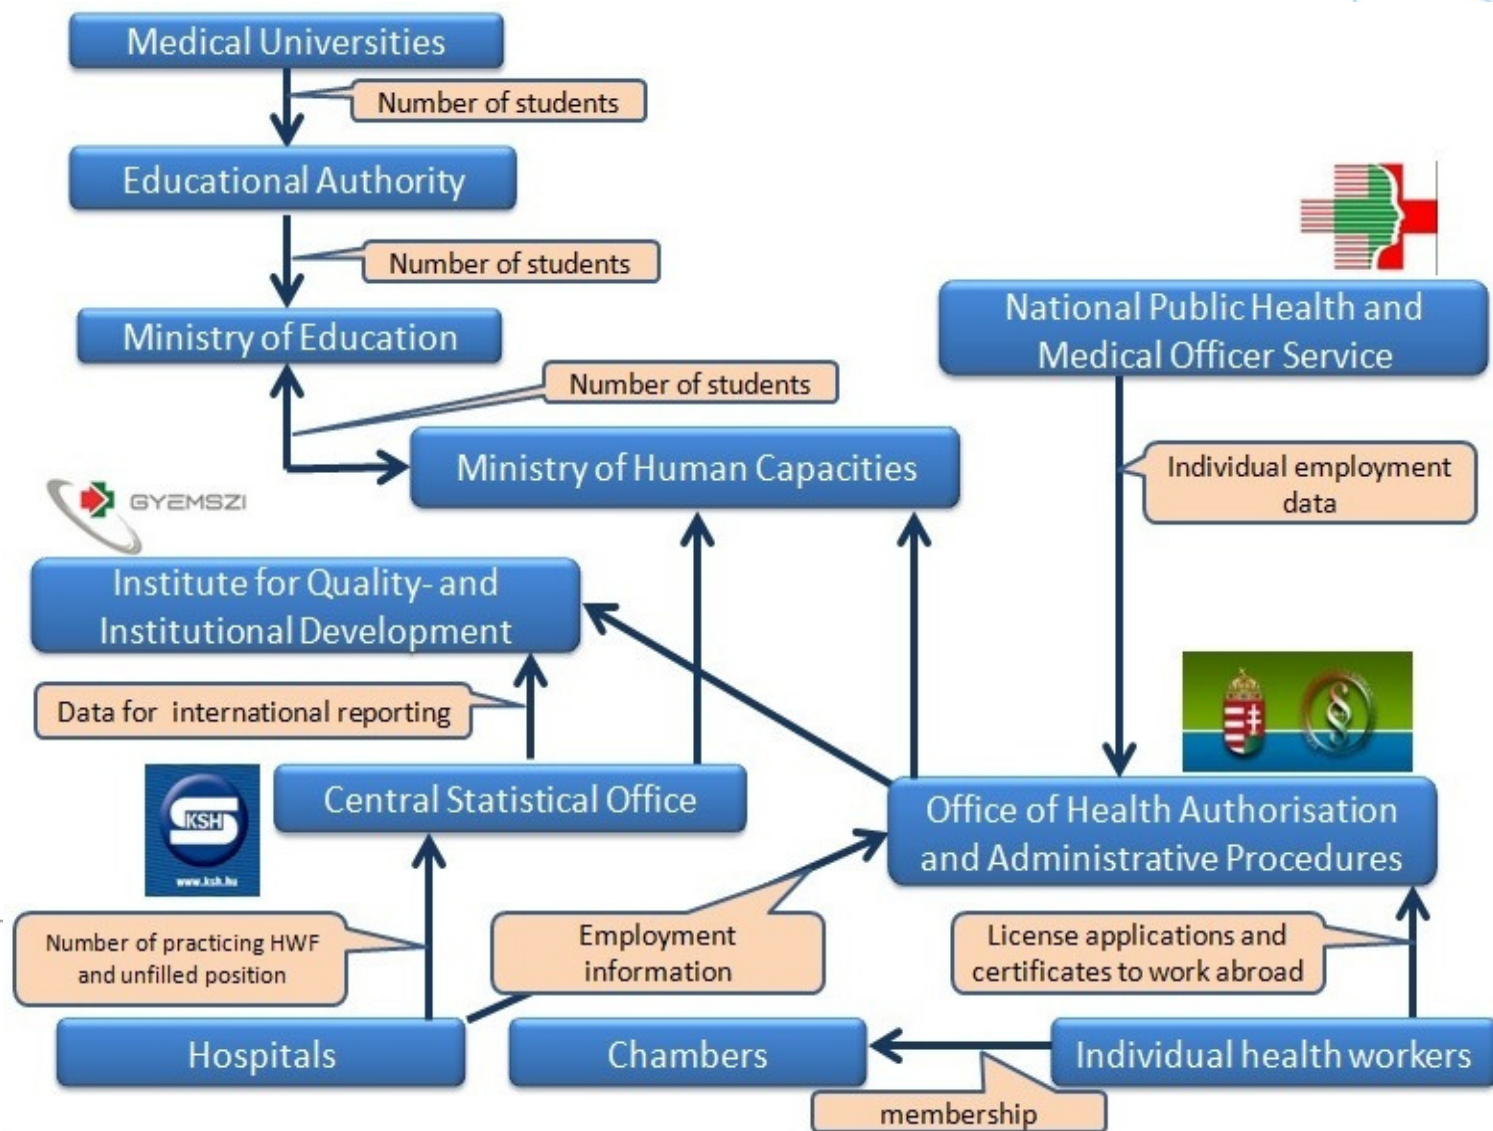 Medical Universities
Number of students
Educational Authority
Number of students
Ministry of Education
National Public Health and
Medical Officer Service
Number of students
Ministry of Human Capacities
Individual employment
data
GYEMSZI
Institute for Quality- and
Institutional Development
Data for international reporting
Central Statistical Office
KSH
www.ksh.hu
Office of Health Authorisation
and Administrative Procedures
Number of practicing HWF
and unfilled position
Employment
information
License applications and
certificates to work abroad
Hospitals
Chambers
Individual health workers
membership